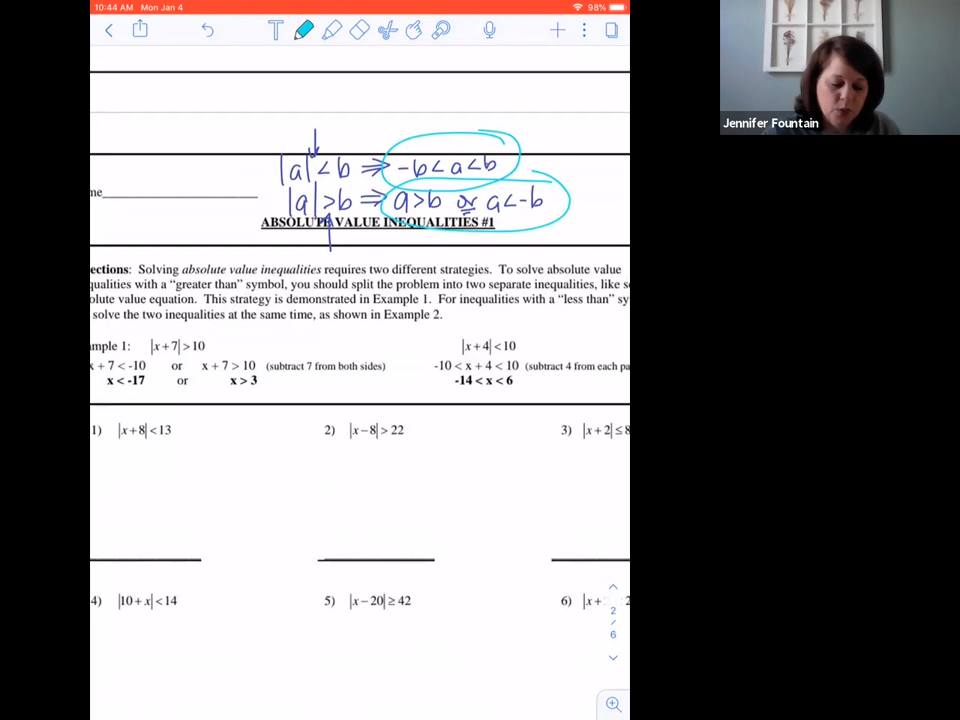 10:44 AM Mon Jan 4 98%
T
Jennifer Fountain
|a| < b ⇒ -b < a < b
me
|a| > b ⇒ a > b or a < -b
ABSOLUTE VALUE INEQUALITIES #1
ections: Solving absolute value inequalities requires two different strategies. To solve absolute value
qualities with a “greater than” symbol, you should split the problem into two separate inequalities, like s
olute value equation. This strategy is demonstrated in Example 1. For inequalities with a “less than” sy
solve the two inequalities at the same time, as shown in Example 2.
mple 1: |x + 7| > 10 |x + 4| < 10
x + 7 < -10 or x + 7 > 10 (subtract 7 from both sides) -10 < x + 4 < 10 (subtract 4 from each pa
x < -17 or x > 3 -14 < x < 6
1) |x + 8| < 13 2) |x − 8| > 22 3) |x + 2| ≤ 8
4) |10 + x| < 14 5) |x − 20| ≥ 42 6) |x +
2
/
6